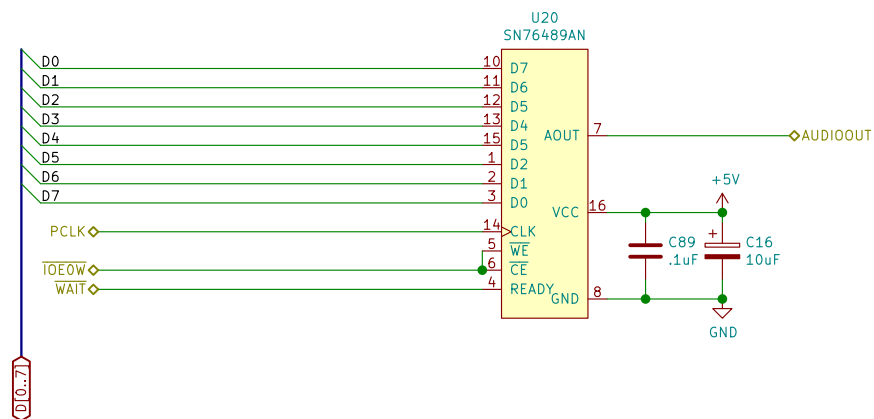 U20
SN76489AN
D0 10 D7
D1 11 D6
D2 12 D5
D3 13 D4
D4 15 D5
D5 1 D2
D6 2 D1
D7 3 D0
AOUT 7 AUDIOOUT
+5V
VCC 16
PCLK 14 CLK
5 WE
IOE0W 6 CE
WAIT 4 READY
GND 8
+
C89
.1uF
C16
10uF
GND
D[0..7]